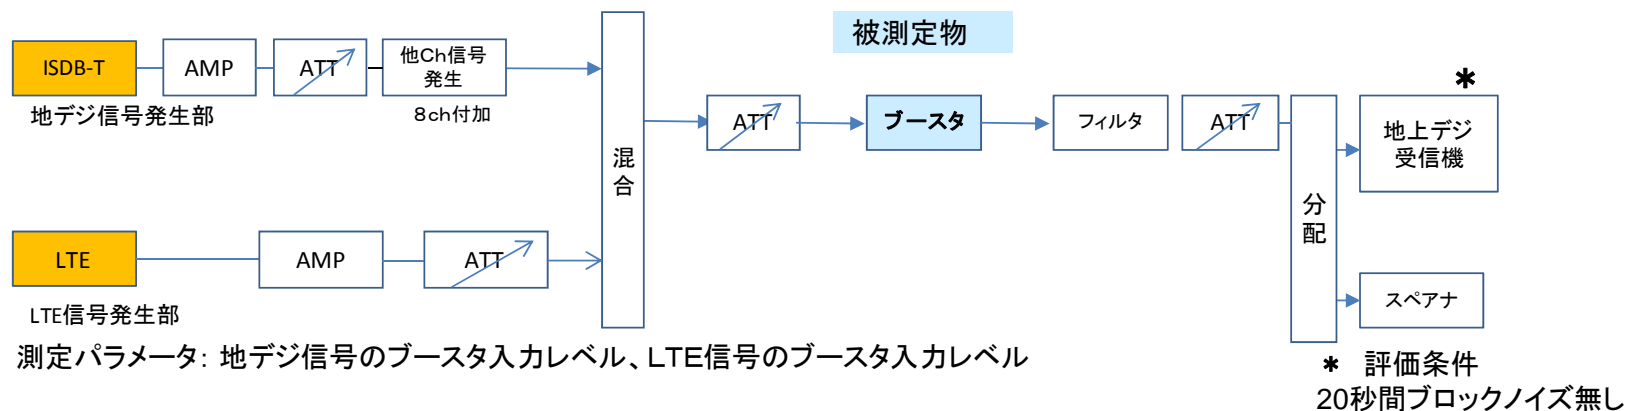 被測定物
ISDB-T
AMP
ATT
他Ch信号
発生
地デジ信号発生部
8ch付加
混
合
ATT
ブースタ
フィルタ
ATT
分
配
＊
地上デジ
受信機
LTE
AMP
ATT
LTE信号発生部
スペアナ
測定パラメータ: 地デジ信号のブースタ入力レベル、LTE信号のブースタ入力レベル
＊ 評価条件
20秒間ブロックノイズ無し